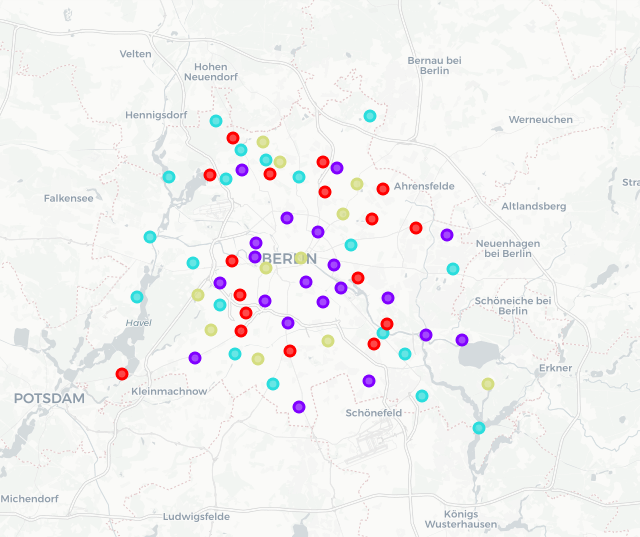 Velten
Bernau bei
Berlin
Hohen
Neuendorf
Hennigsdorf
Werneuchen
Ahrensfelde
Falkensee
Altlandsberg
Neuenhagen
bei Berlin
BERLIN
Schöneiche bei
Berlin
Havel
Erkner
Kleinmachnow
POTSDAM
Schönefeld
Michendorf
Ludwigsfelde
Königs
Wusterhausen